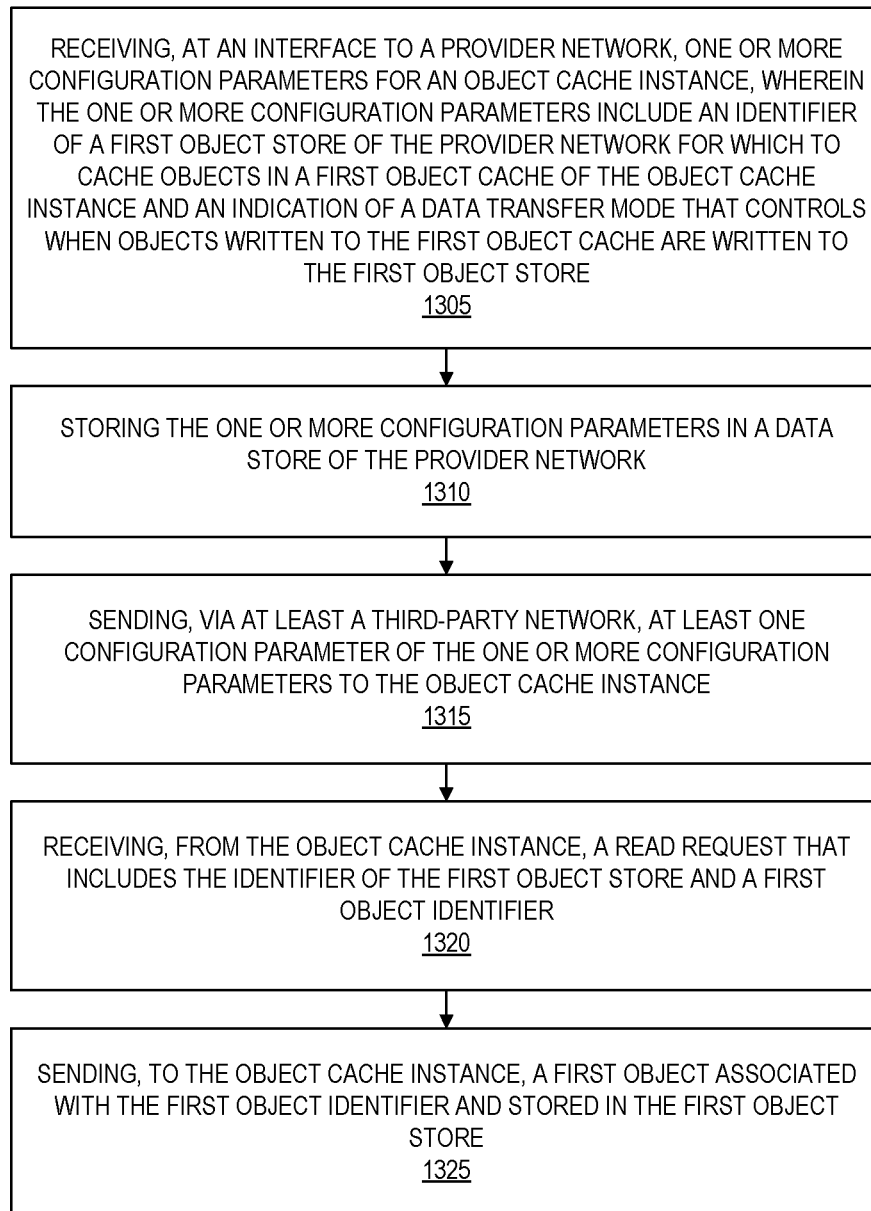 RECEIVING, AT AN INTERFACE TO A PROVIDER NETWORK, ONE OR MORE
CONFIGURATION PARAMETERS FOR AN OBJECT CACHE INSTANCE, WHEREIN
THE ONE OR MORE CONFIGURATION PARAMETERS INCLUDE AN IDENTIFIER
OF A FIRST OBJECT STORE OF THE PROVIDER NETWORK FOR WHICH TO
CACHE OBJECTS IN A FIRST OBJECT CACHE OF THE OBJECT CACHE
INSTANCE AND AN INDICATION OF A DATA TRANSFER MODE THAT CONTROLS
WHEN OBJECTS WRITTEN TO THE FIRST OBJECT CACHE ARE WRITTEN TO
THE FIRST OBJECT STORE
1305
STORING THE ONE OR MORE CONFIGURATION PARAMETERS IN A DATA
STORE OF THE PROVIDER NETWORK
1310
SENDING, VIA AT LEAST A THIRD-PARTY NETWORK, AT LEAST ONE
CONFIGURATION PARAMETER OF THE ONE OR MORE CONFIGURATION
PARAMETERS TO THE OBJECT CACHE INSTANCE
1315
RECEIVING, FROM THE OBJECT CACHE INSTANCE, A READ REQUEST THAT
INCLUDES THE IDENTIFIER OF THE FIRST OBJECT STORE AND A FIRST
OBJECT IDENTIFIER
1320
SENDING, TO THE OBJECT CACHE INSTANCE, A FIRST OBJECT ASSOCIATED
WITH THE FIRST OBJECT IDENTIFIER AND STORED IN THE FIRST OBJECT
STORE
1325